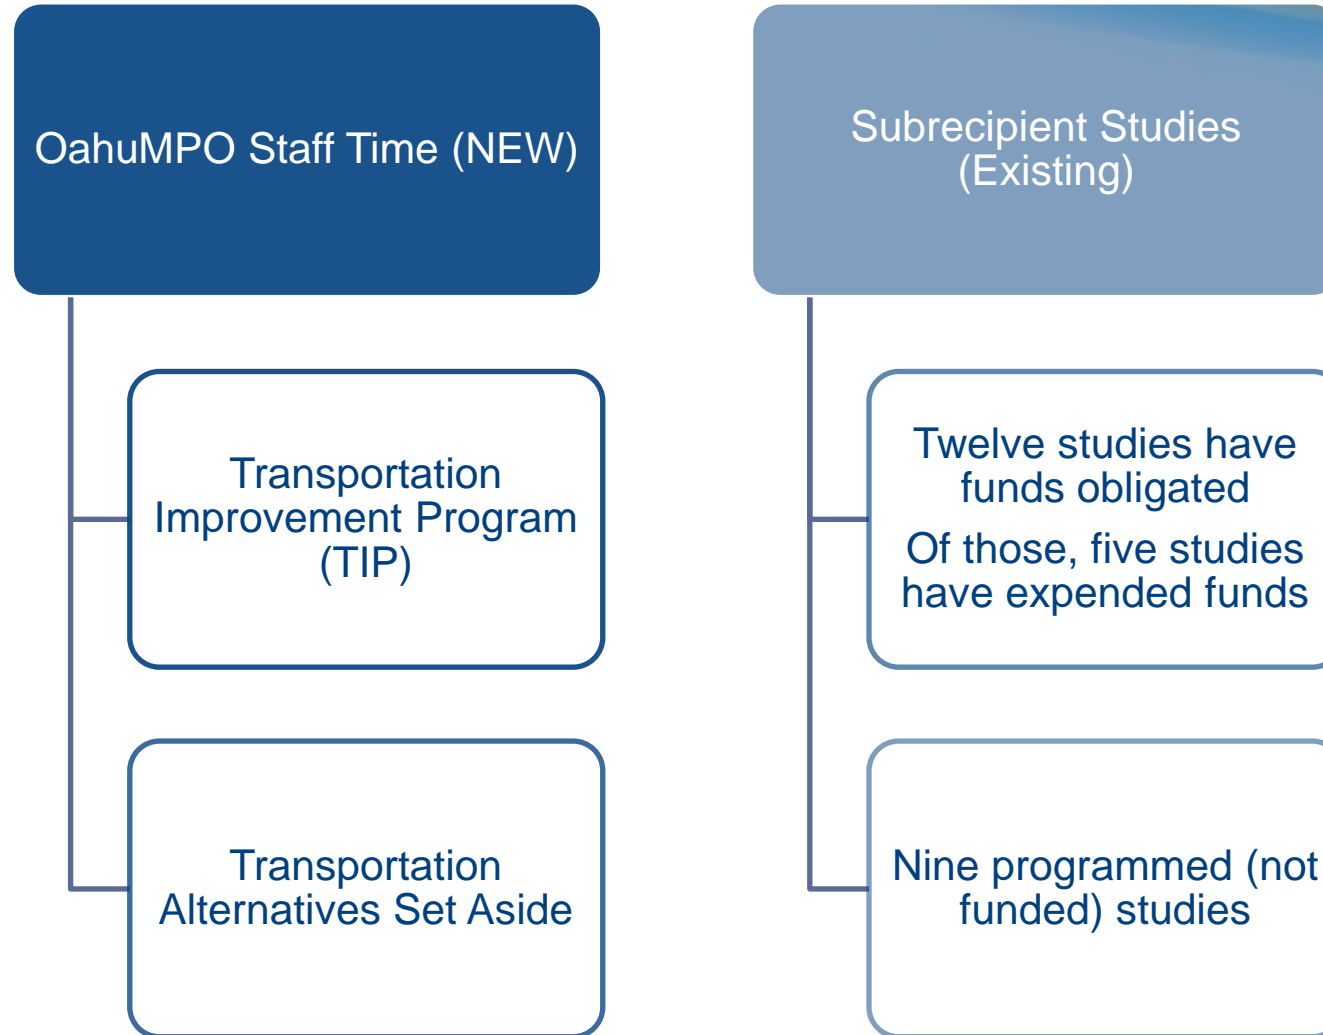 OahuMPO Staff Time (NEW)
Transportation
Improvement Program
(TIP)
Transportation
Alternatives Set Aside
Subrecipient Studies
(Existing)
Twelve studies have
funds obligated
Of those, five studies
have expended funds
Nine programmed (not
funded) studies